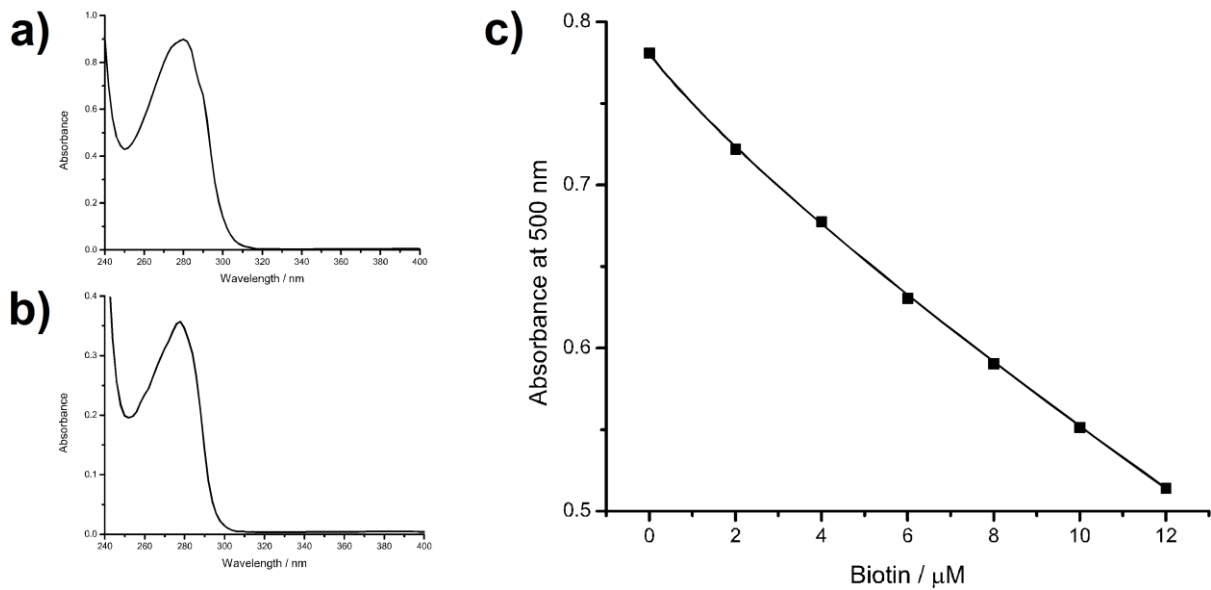 a)
1.0
0.8
0.6
0.4
0.2
0.0
Absorbance
240 260 280 300 320 340 360 380 400
Wavelength / nm
b)
0.4
0.3
0.2
0.1
0.0
Absorbance
240 260 280 300 320 340 360 380 400
Wavelength / nm
c)
0.8
0.7
0.6
0.5
Absorbance at 500 nm
0 2 4 6 8 10 12
Biotin / μM